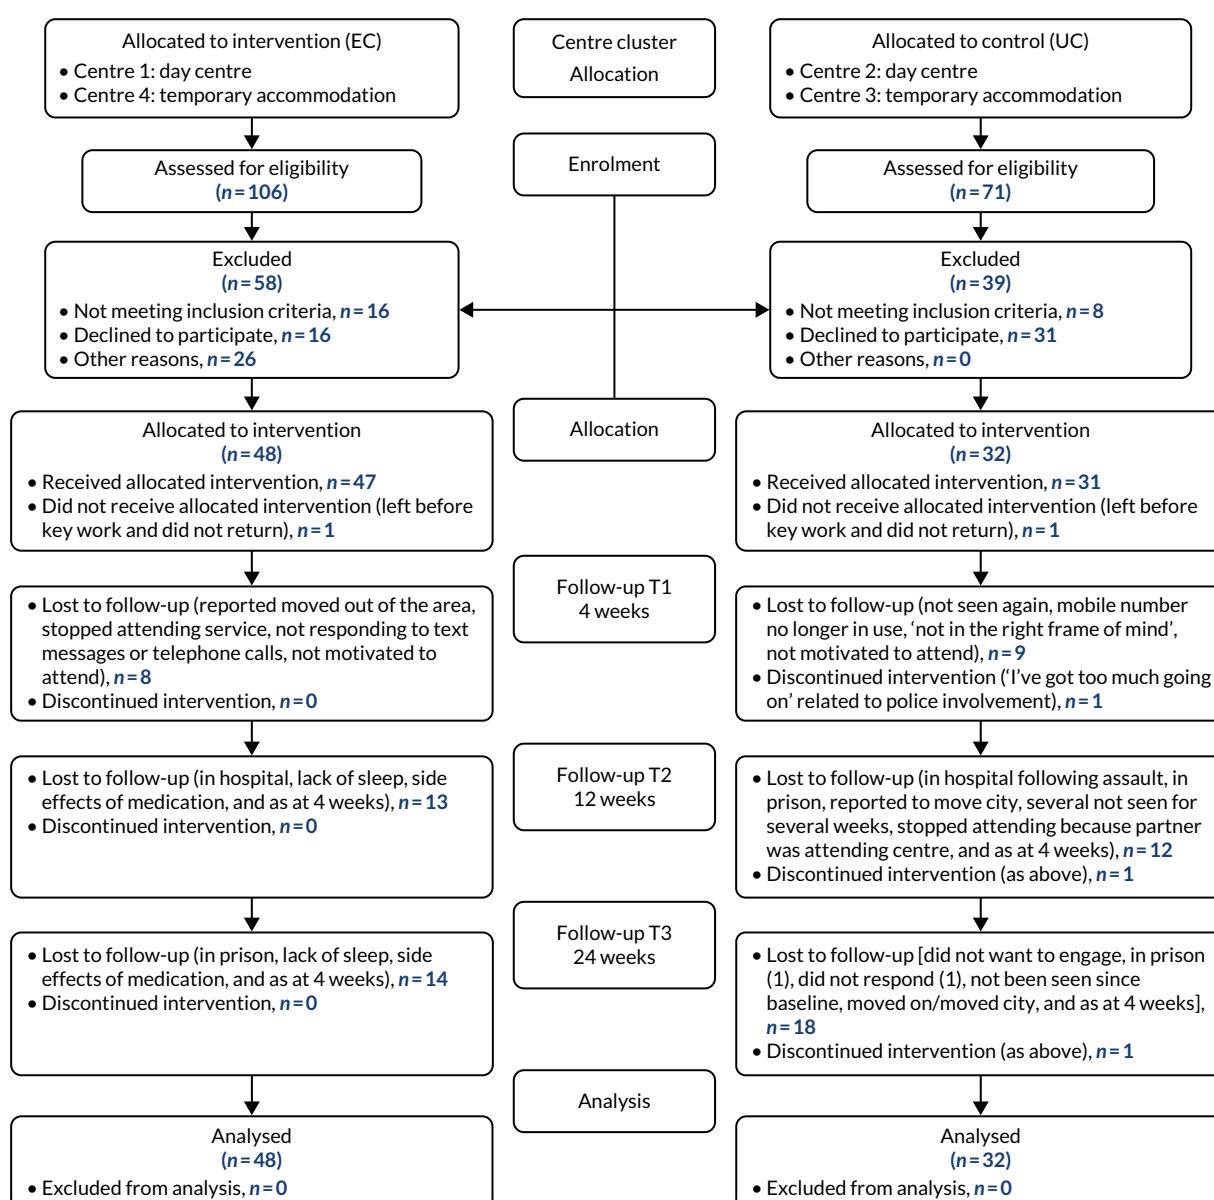 Allocated to intervention (EC)
• Centre 1: day centre
• Centre 4: temporary accommodation
Centre cluster
Allocation
Allocated to control (UC)
• Centre 2: day centre
• Centre 3: temporary accommodation
Assessed for eligibility
(n=106)
Enrolment
Assessed for eligibility
(n=71)
Excluded
(n=58)
• Not meeting inclusion criteria, n=16
• Declined to participate, n=16
• Other reasons, n=26
Excluded
(n=39)
• Not meeting inclusion criteria, n=8
• Declined to participate, n=31
• Other reasons, n=0
Allocated to intervention
(n=48)
• Received allocated intervention, n=47
• Did not receive allocated intervention (left before
key work and did not return), n=1
Allocation
Allocated to intervention
(n=32)
• Received allocated intervention, n=31
• Did not receive allocated intervention (left before
key work and did not return), n=1
Follow-up T1
4 weeks
• Lost to follow-up (reported moved out of the area,
stopped attending service, not responding to text
messages or telephone calls, not motivated to
attend), n=8
• Discontinued intervention, n=0
• Lost to follow-up (not seen again, mobile number
no longer in use, ‘not in the right frame of mind’,
not motivated to attend), n=9
• Discontinued intervention (‘I’ve got too much going
on’ related to police involvement), n=1
Follow-up T2
12 weeks
• Lost to follow-up (in hospital, lack of sleep, side
effects of medication, and as at 4 weeks), n=13
• Discontinued intervention, n=0
• Lost to follow-up (in hospital following assault, in
prison, reported to move city, several not seen for
several weeks, stopped attending because partner
was attending centre, and as at 4 weeks), n=12
• Discontinued intervention (as above), n=1
Follow-up T3
24 weeks
• Lost to follow-up (in prison, lack of sleep, side
effects of medication, and as at 4 weeks), n=14
• Discontinued intervention, n=0
• Lost to follow-up [did not want to engage, in prison
(1), did not respond (1), not been seen since
baseline, moved on/moved city, and as at 4 weeks],
n=18
• Discontinued intervention (as above), n=1
Analysis
Analysed
(n=48)
• Excluded from analysis, n=0
Analysed
(n=32)
• Excluded from analysis, n=0